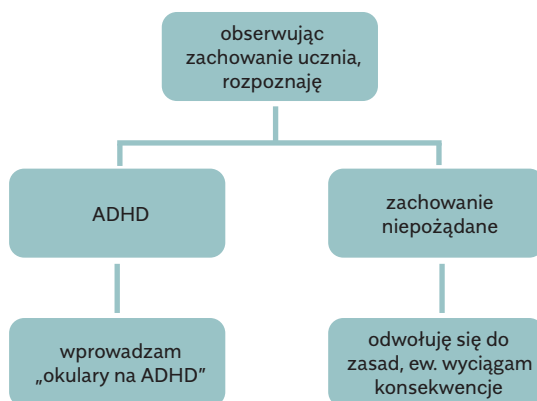 obserwując
zachowanie ucznia,
rozpoznaję
ADHD
zachowanie
niepożądane
wprowadzam
„okulary na ADHD”
odwołuję się do
zasad, ew. wyciągam
konsekwencje